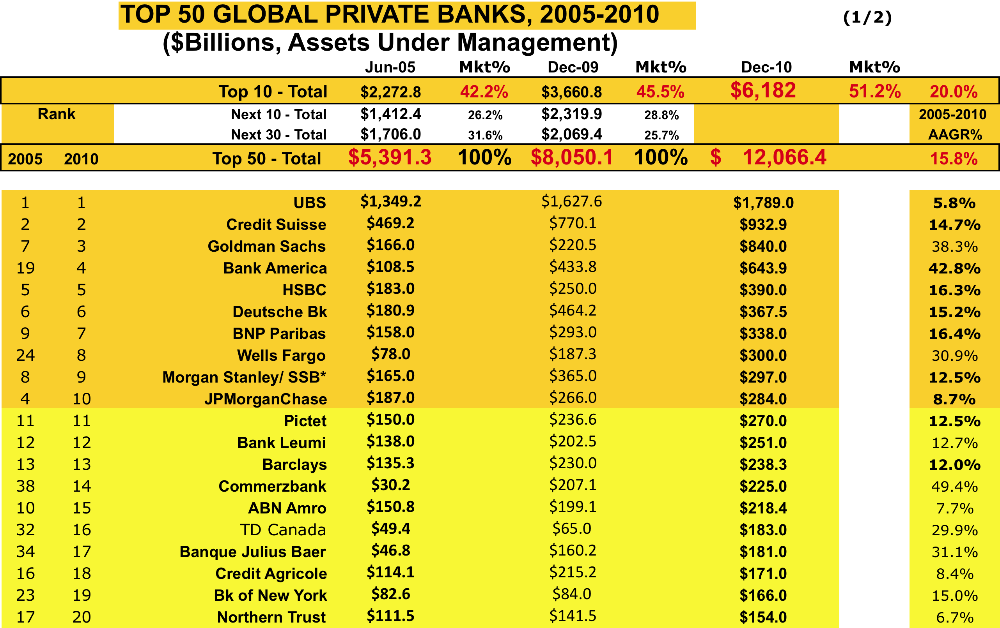 TOP 50 GLOBAL PRIVATE BANKS, 2005-2010 (1/2)
($Billions, Assets Under Management)
Jun-05 Mkt% Dec-09 Mkt% Dec-10 Mkt%
Top 10 - Total $2,272.8 42.2% $3,660.8 45.5% $6,182 51.2% 20.0%
Rank Next 10 - Total $1,412.4 26.2% $2,319.9 28.8% 2005-2010
Next 30 - Total $1,706.0 31.6% $2,069.4 25.7% AAGR%
2005 2010 Top 50 - Total $5,391.3 100% $8,050.1 100% $ 12,066.4 15.8%
1 1 UBS $1,349.2 $1,627.6 $1,789.0 5.8%
2 2 Credit Suisse $469.2 $770.1 $932.9 14.7%
7 3 Goldman Sachs $166.0 $220.5 $840.0 38.3%
19 4 Bank America $108.5 $433.8 $643.9 42.8%
5 5 HSBC $183.0 $250.0 $390.0 16.3%
6 6 Deutsche Bk $180.9 $464.2 $367.5 15.2%
9 7 BNP Paribas $158.0 $293.0 $338.0 16.4%
24 8 Wells Fargo $78.0 $187.3 $300.0 30.9%
8 9 Morgan Stanley/ SSB* $165.0 $365.0 $297.0 12.5%
4 10 JPMorganChase $187.0 $266.0 $284.0 8.7%
11 11 Pictet $150.0 $236.6 $270.0 12.5%
12 12 Bank Leumi $138.0 $202.5 $251.0 12.7%
13 13 Barclays $135.3 $230.0 $238.3 12.0%
38 14 Commerzbank $30.2 $207.1 $225.0 49.4%
10 15 ABN Amro $150.8 $199.1 $218.4 7.7%
32 16 TD Canada $49.4 $65.0 $183.0 29.9%
34 17 Banque Julius Baer $46.8 $160.2 $181.0 31.1%
16 18 Credit Agricole $114.1 $215.2 $171.0 8.4%
23 19 Bk of New York $82.6 $84.0 $166.0 15.0%
17 20 Northern Trust $111.5 $141.5 $154.0 6.7%